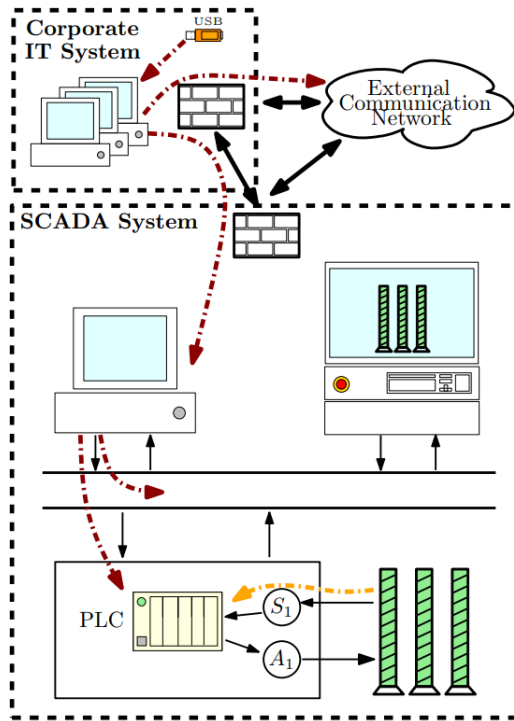 Corporate
IT System
USB
External
Communication
Network
SCADA System
PLC
S₁
A₁